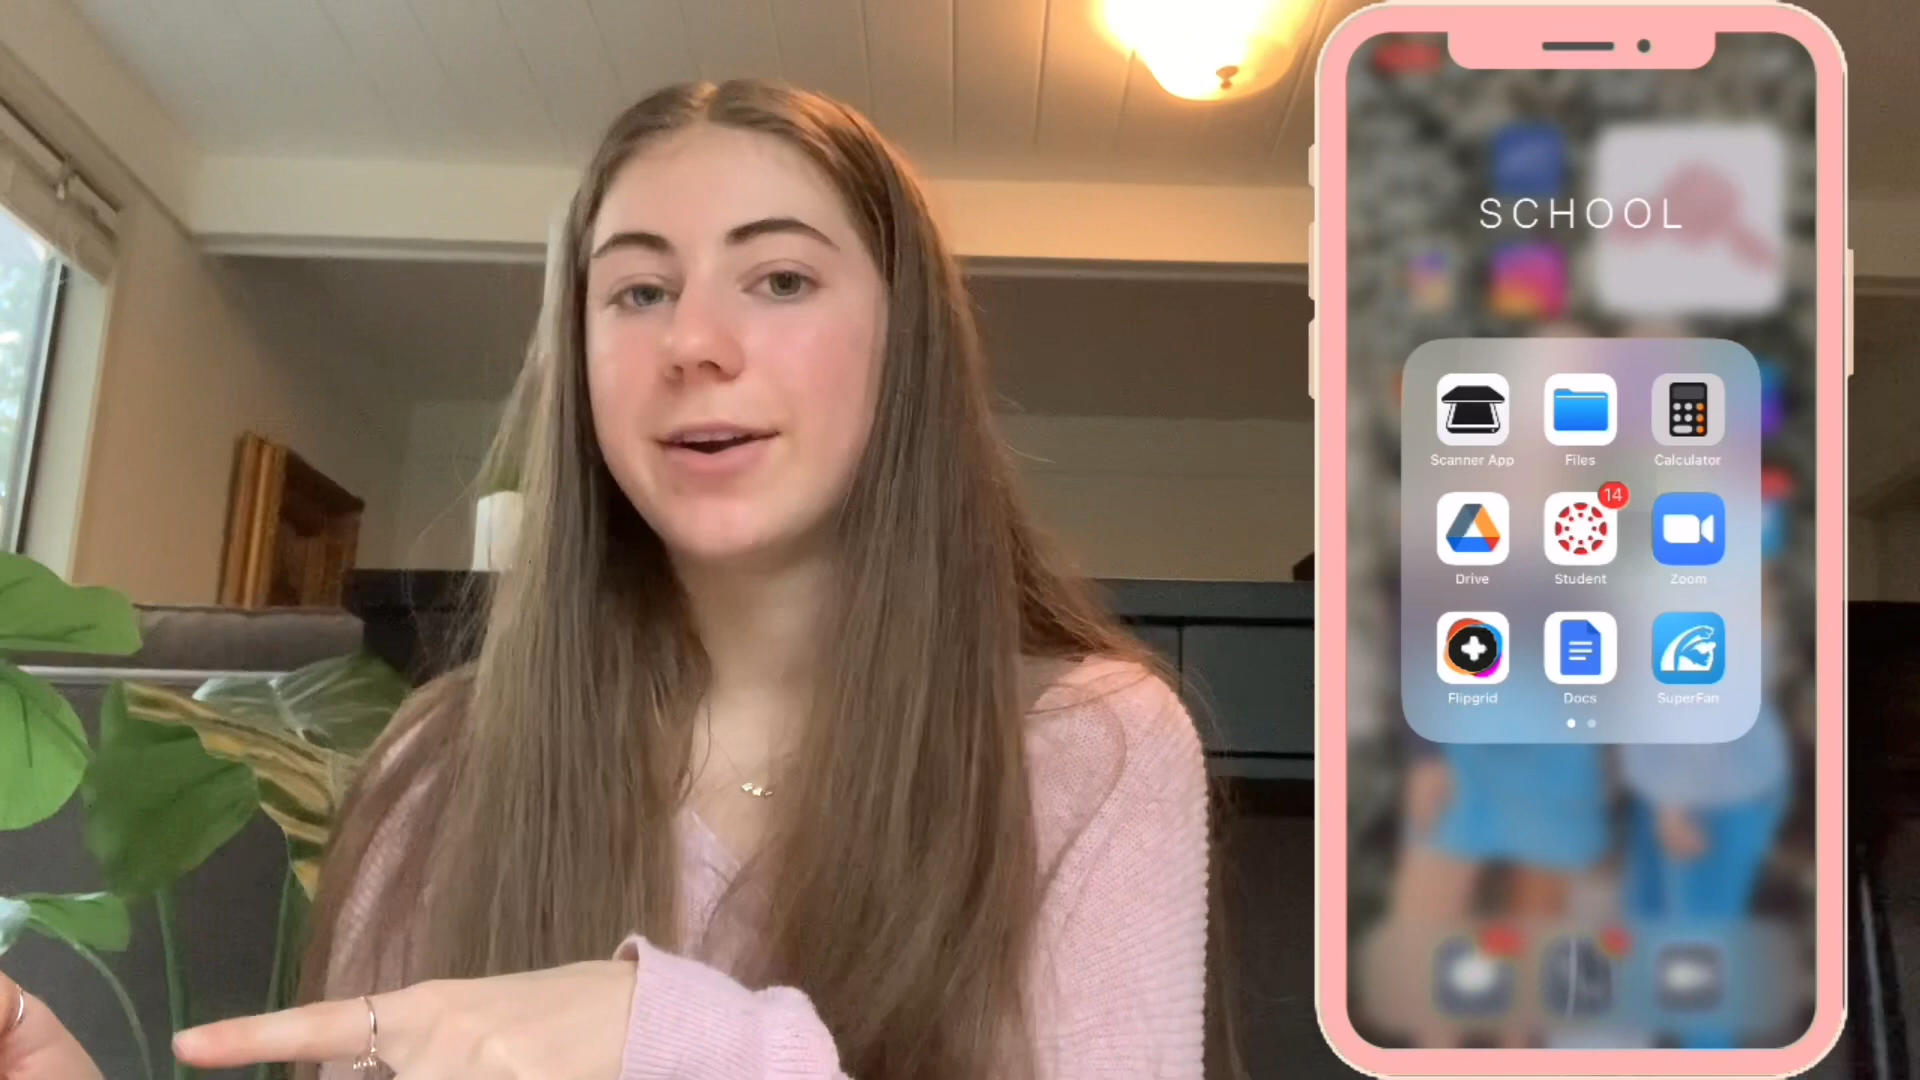 SCHOOL
Scanner App Files Calculator
14
Drive Student Zoom
Flipgrid Docs SuperFan